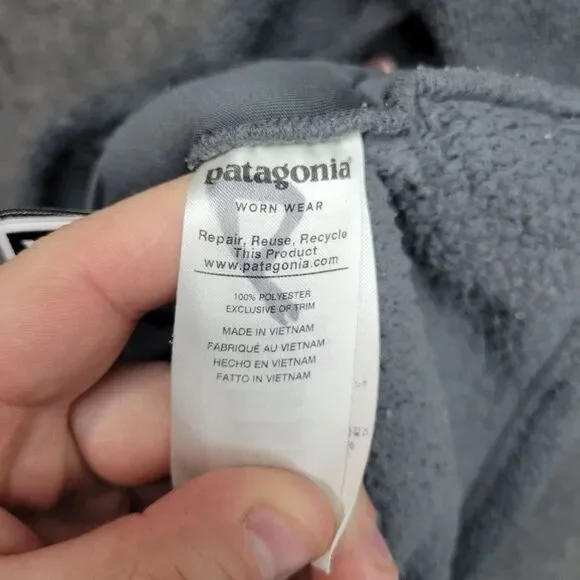 patagonia®
WORN WEAR
Repair, Reuse, Recycle
This Product
www.patagonia.com
100% POLYESTER
EXCLUSIVE OF TRIM
MADE IN VIETNAM
FABRIQUÉ AU VIETNAM
HECHO EN VIETNAM
FATTO IN VIETNAM